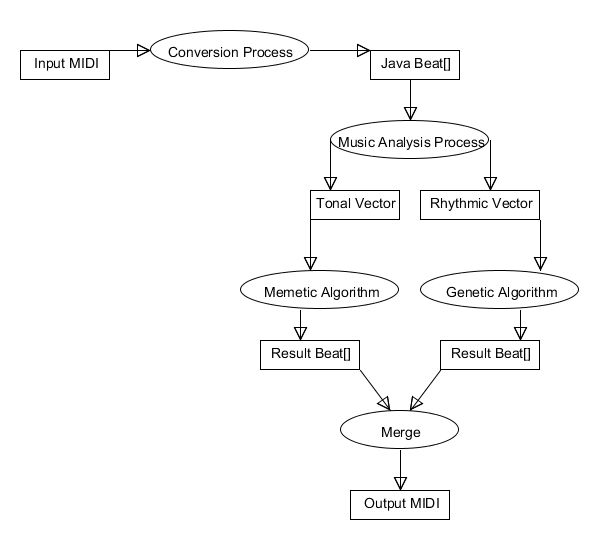 Conversion Process
Input MIDI
Java Beat[]
Music Analysis Process
Tonal Vector
Rhythmic Vector
Memetic Algorithm
Genetic Algorithm
Result Beat[]
Result Beat[]
Merge
Output MIDI